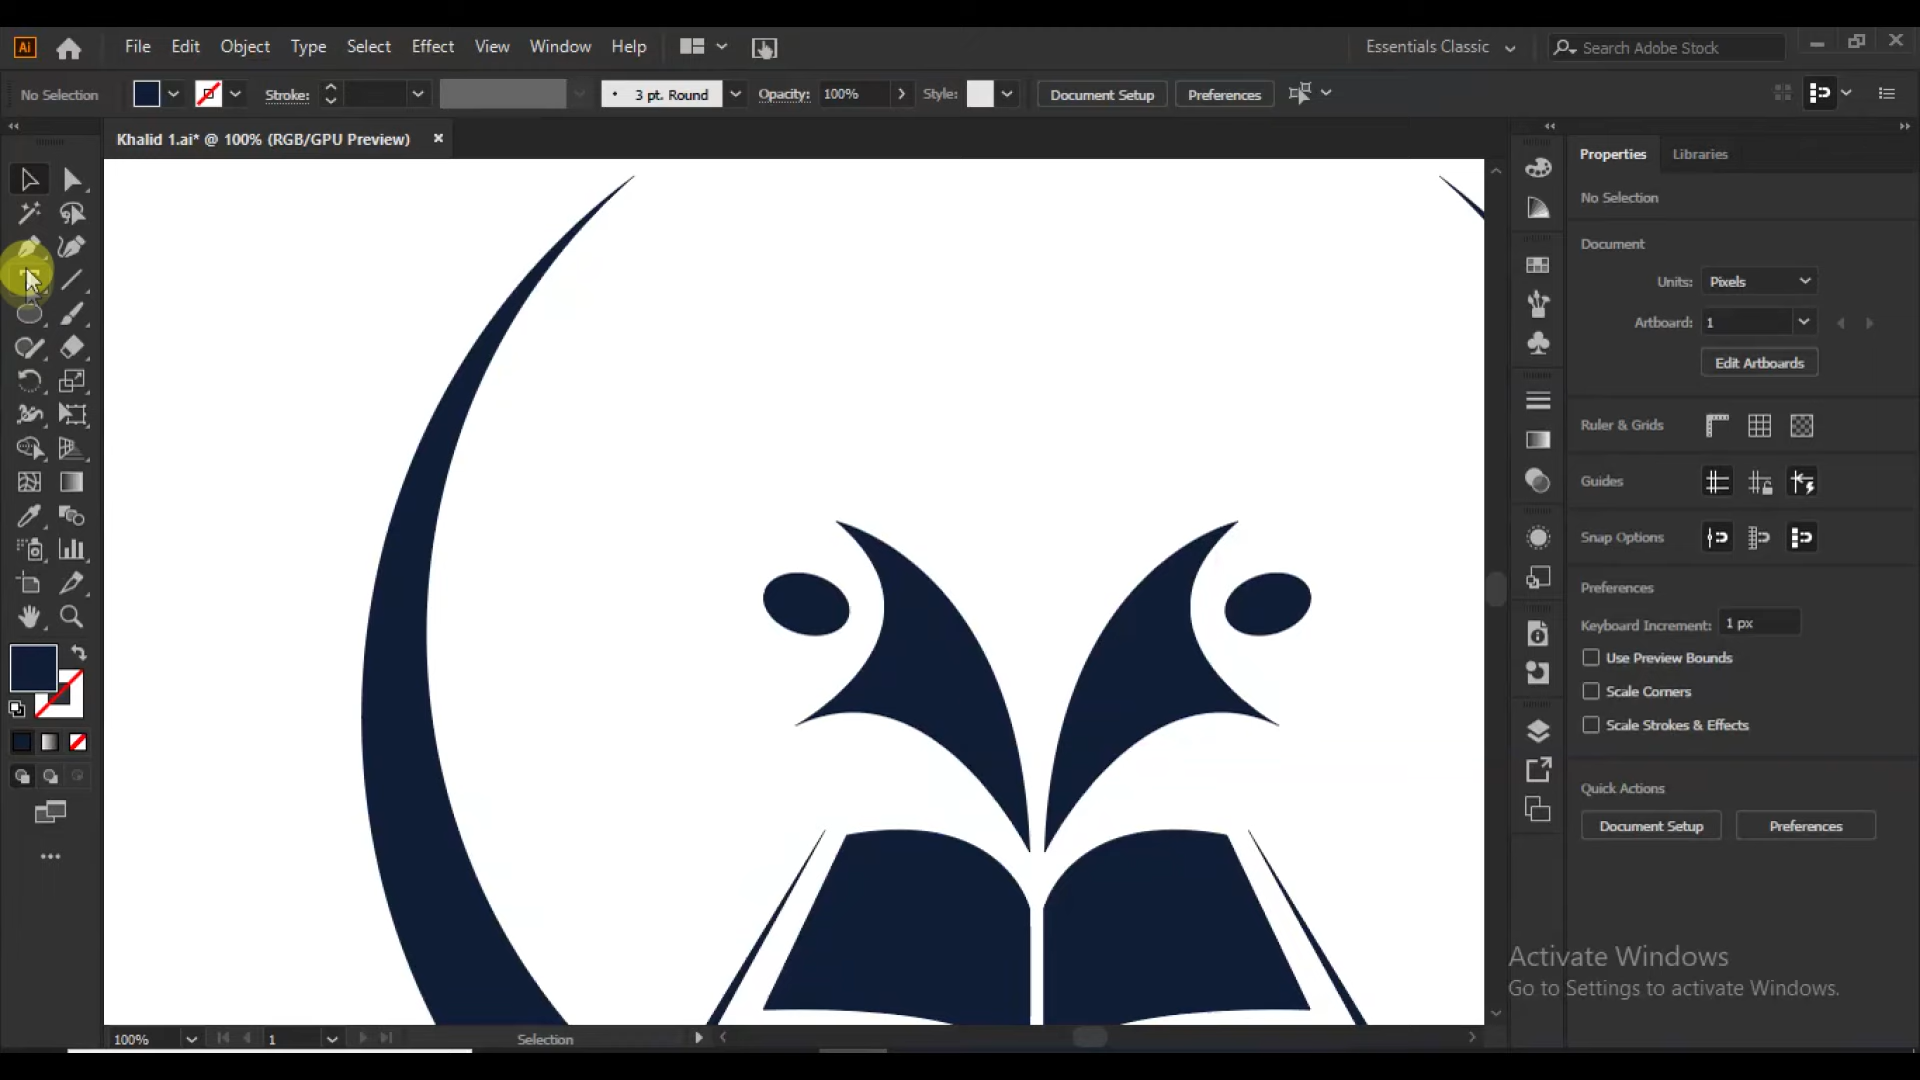 Ai
File Edit Object Type Select Effect View Window Help
Essentials Classic
Search Adobe Stock
No Selection
Stroke:
3 pt. Round
Opacity: 100%
Style:
Document Setup
Preferences
Khalid 1.ai* @ 100% (RGB/GPU Preview)
Properties
Libraries
No Selection
Document
Units: Pixels
Artboard: 1
Edit Artboards
Ruler & Grids
Guides
Snap Options
Preferences
Keyboard Increment: 1 px
Use Preview Bounds
Scale Corners
Scale Strokes & Effects
Quick Actions
Document Setup
Preferences
Activate Windows
Go to Settings to activate Windows.
100%
1
Selection